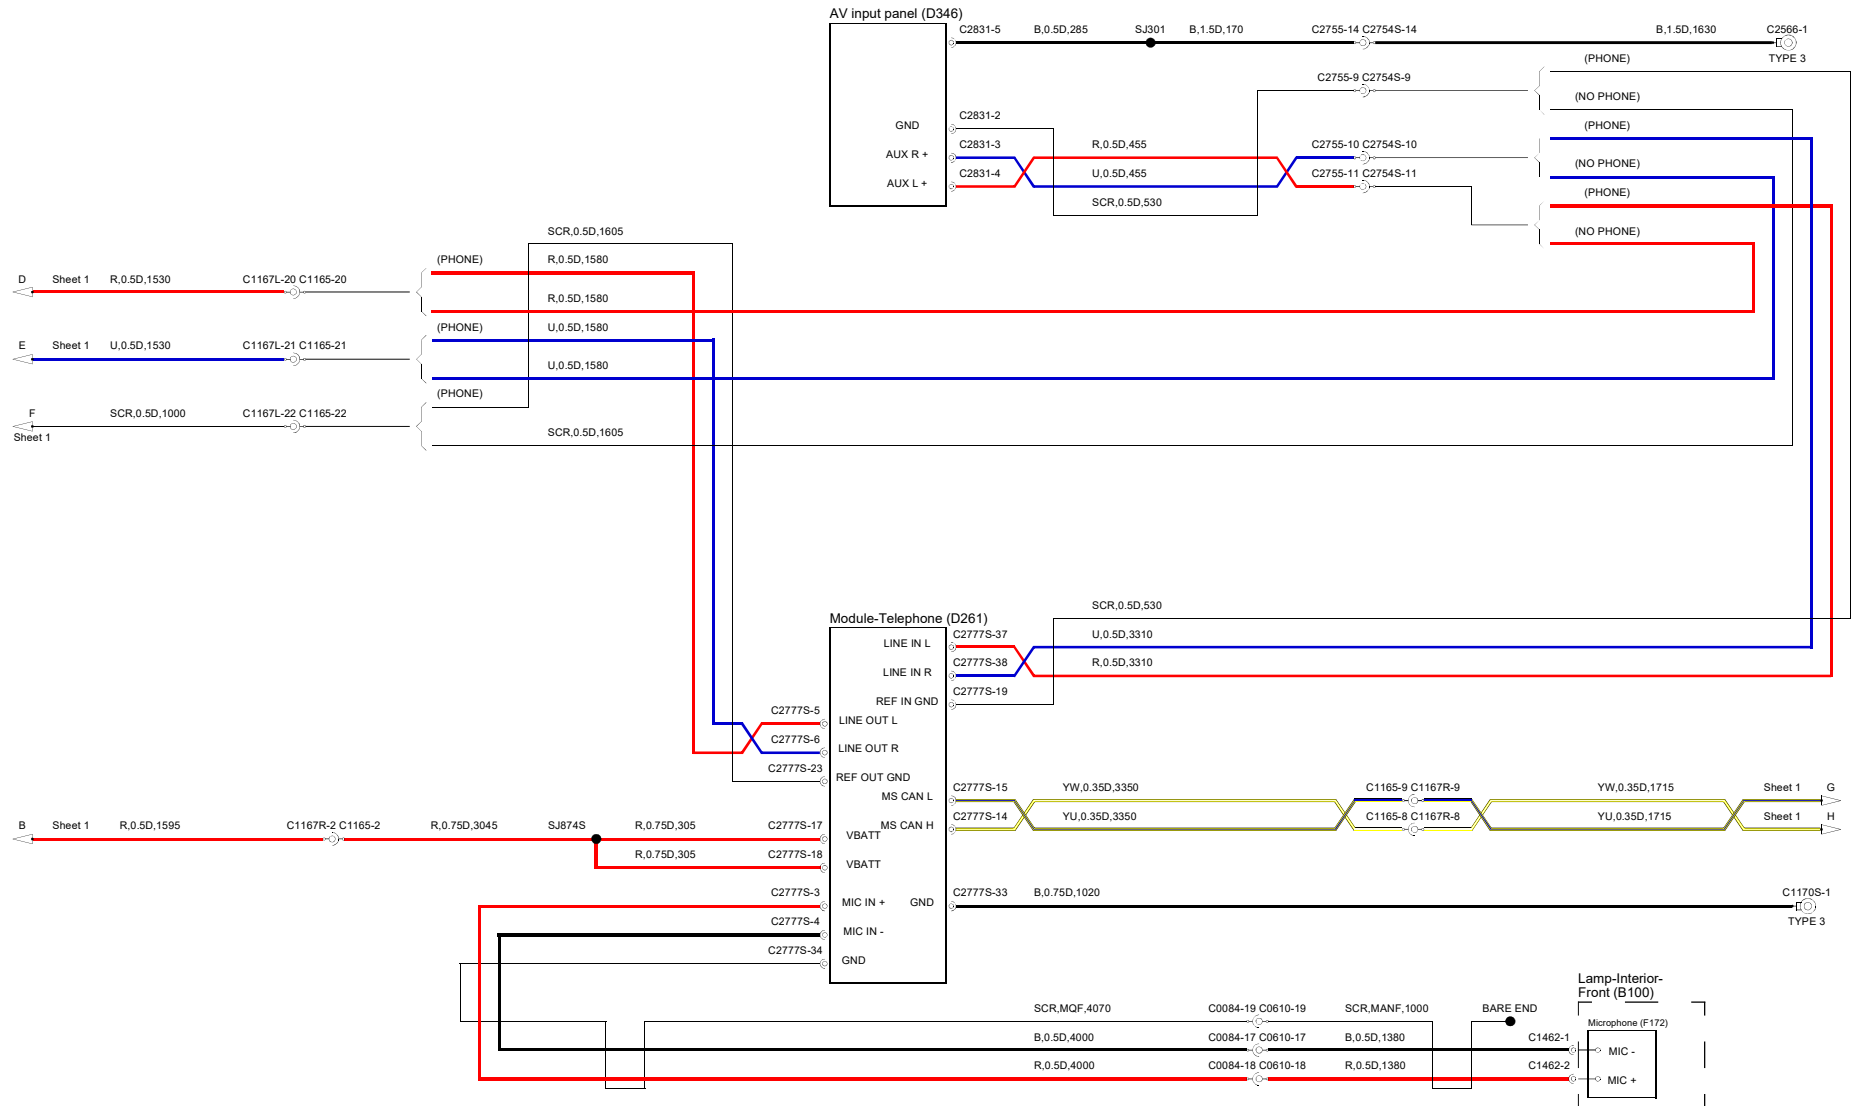 AV input panel (D346)
C2831-5 B,0.5D,285 SJ301 B,1.5D,170 C2755-14 C2754S-14 B,1.5D,1630 C2566-1
TYPE 3
(PHONE)
C2755-9 C2754S-9
(NO PHONE)
C2831-2
GND
(PHONE)
C2831-3 R,0.5D,455 C2755-10 C2754S-10
AUX R +
(NO PHONE)
C2831-4 U,0.5D,455 C2755-11 C2754S-11
AUX L +
(PHONE)
SCR,0.5D,530
(NO PHONE)
SCR,0.5D,1605
(PHONE) R,0.5D,1580
D Sheet 1 R,0.5D,1530 C1167L-20 C1165-20
R,0.5D,1580
(PHONE) U,0.5D,1580
E Sheet 1 U,0.5D,1530 C1167L-21 C1165-21
U,0.5D,1580
(PHONE)
F SCR,0.5D,1000 C1167L-22 C1165-22
Sheet 1
SCR,0.5D,1605
SCR,0.5D,530
Module-Telephone (D261)
C2777S-37 U,0.5D,3310
LINE IN L
C2777S-38 R,0.5D,3310
LINE IN R
C2777S-19
REF IN GND
C2777S-5
LINE OUT L
C2777S-6
LINE OUT R
C2777S-23
REF OUT GND
C2777S-15 YW,0.35D,3350 C1165-9 C1167R-9 YW,0.35D,1715 Sheet 1 G
MS CAN L
C2777S-14 YU,0.35D,3350 C1165-8 C1167R-8 YU,0.35D,1715 Sheet 1 H
MS CAN H
B Sheet 1 R,0.5D,1595 C1167R-2 C1165-2 R,0.75D,3045 SJ874S R,0.75D,305 C2777S-17
VBATT
R,0.75D,305 C2777S-18
VBATT
C2777S-3
MIC IN + GND C2777S-33 B,0.75D,1020 C1170S-1
TYPE 3
C2777S-4
MIC IN -
C2777S-34
GND
Lamp-Interior-
Front (B100)
SCR,MQF,4070 C0084-19 C0610-19 SCR,MANF,1000 BARE END
Microphone (F172)
B,0.5D,4000 C0084-17 C0610-17 B,0.5D,1380 C1462-1
MIC -
R,0.5D,4000 C0084-18 C0610-18 R,0.5D,1380 C1462-2
MIC +